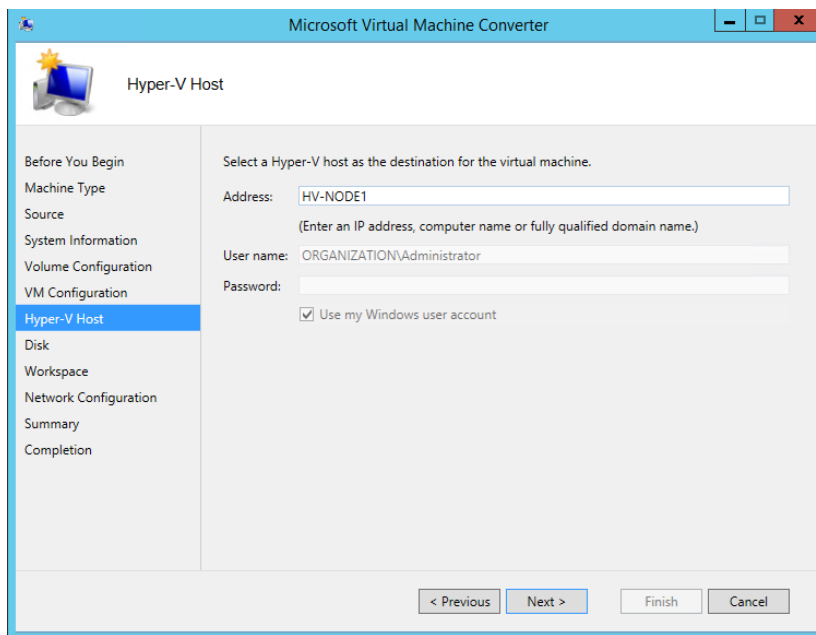 Microsoft Virtual Machine Converter
Hyper-V Host
Before You Begin
Machine Type
Source
System Information
Volume Configuration
VM Configuration
Hyper-V Host
Disk
Workspace
Network Configuration
Summary
Completion
Select a Hyper-V host as the destination for the virtual machine.
Address: HV-NODE1
(Enter an IP address, computer name or fully qualified domain name.)
User name: ORGANIZATION\Administrator
Password:
Use my Windows user account
< Previous Next > Finish Cancel